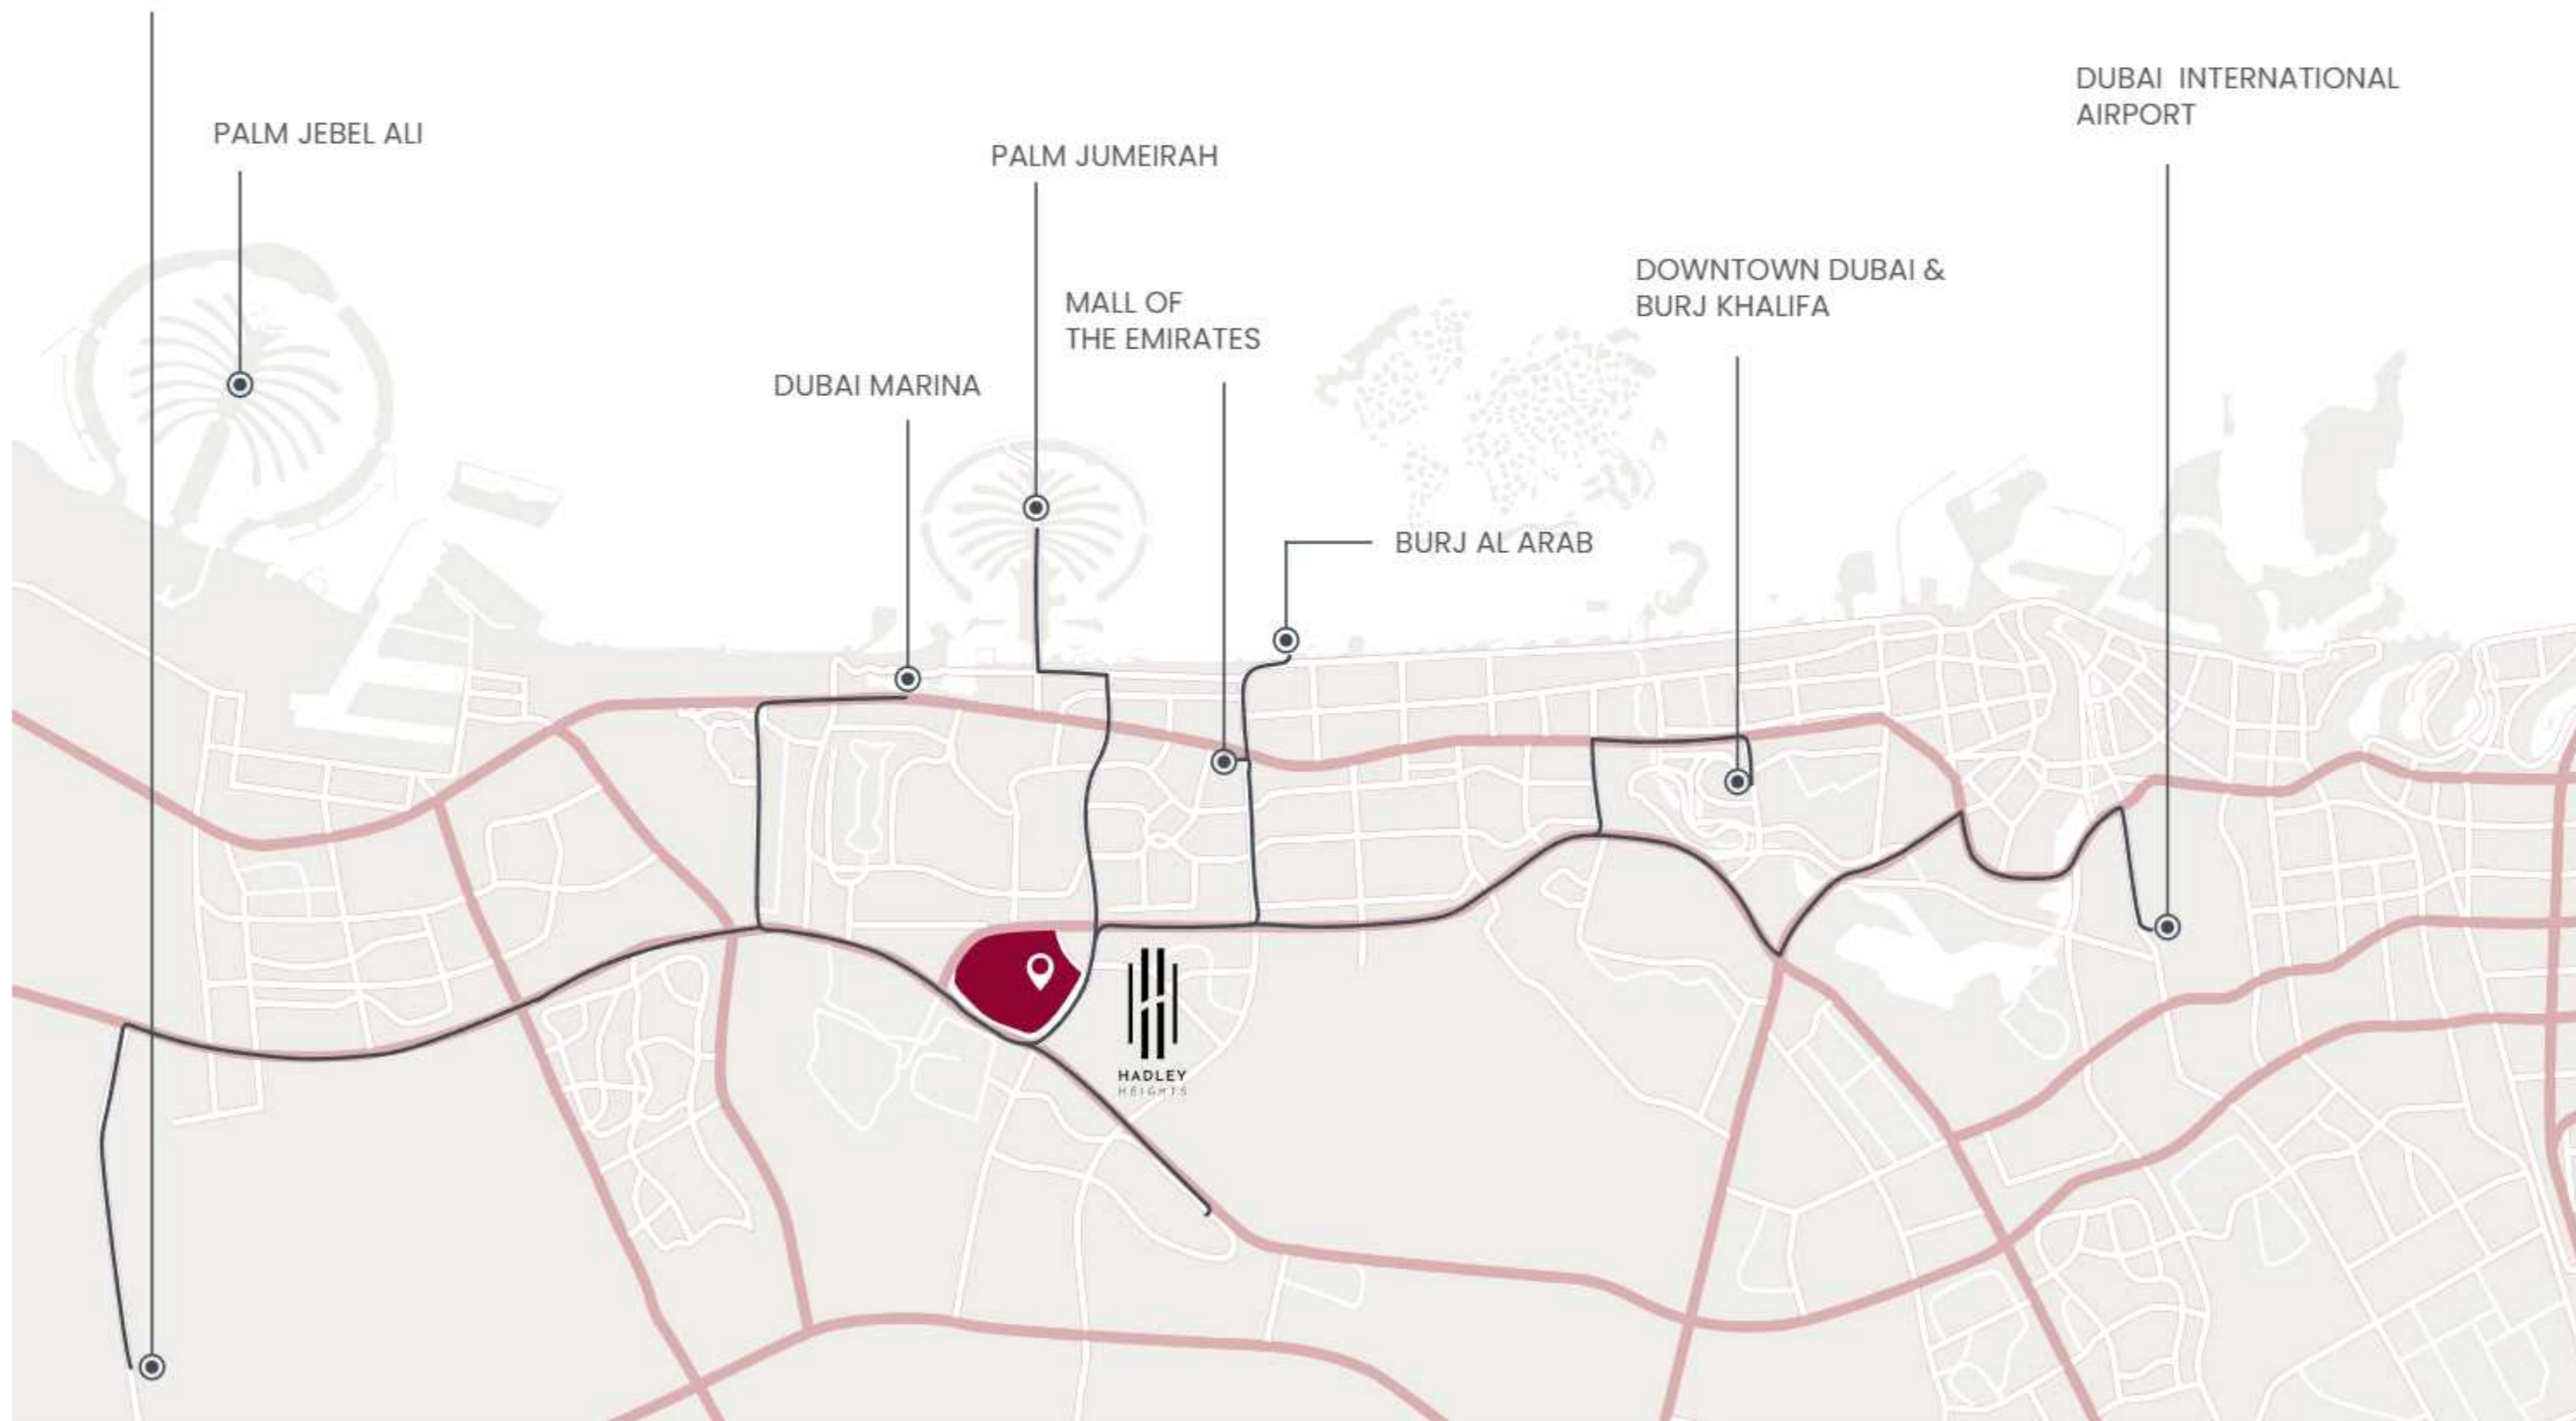 DUBAI INTERNATIONAL
AIRPORT
PALM JEBEL ALI
PALM JUMEIRAH
DOWNTOWN DUBAI &
BURJ KHALIFA
MALL OF
THE EMIRATES
DUBAI MARINA
BURJ AL ARAB
HADLEY
HEIGHTS